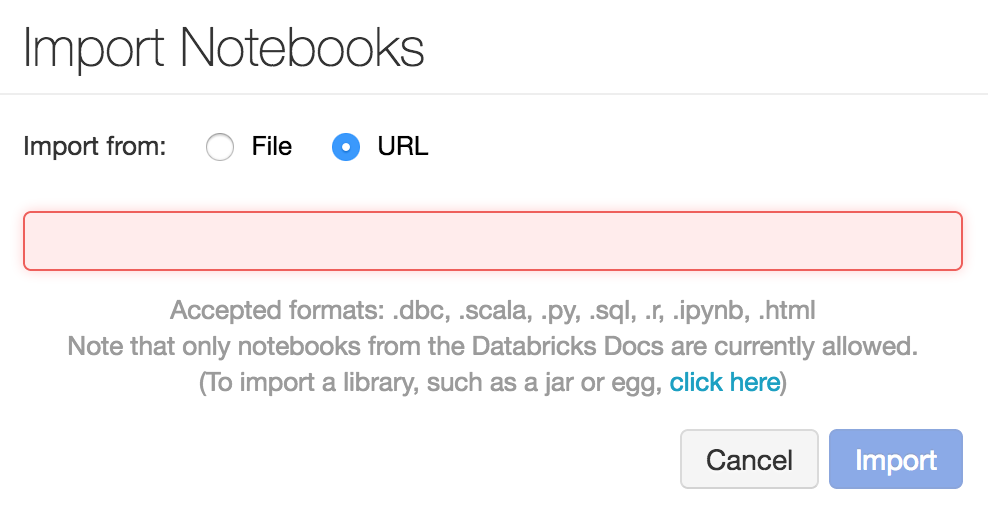 Import Notebooks
Import from: File URL
Accepted formats: .dbc, .scala, .py, .sql, .r, .ipynb, .html
Note that only notebooks from the Databricks Docs are currently allowed.
(To import a library, such as a jar or egg, click here)
Cancel Import